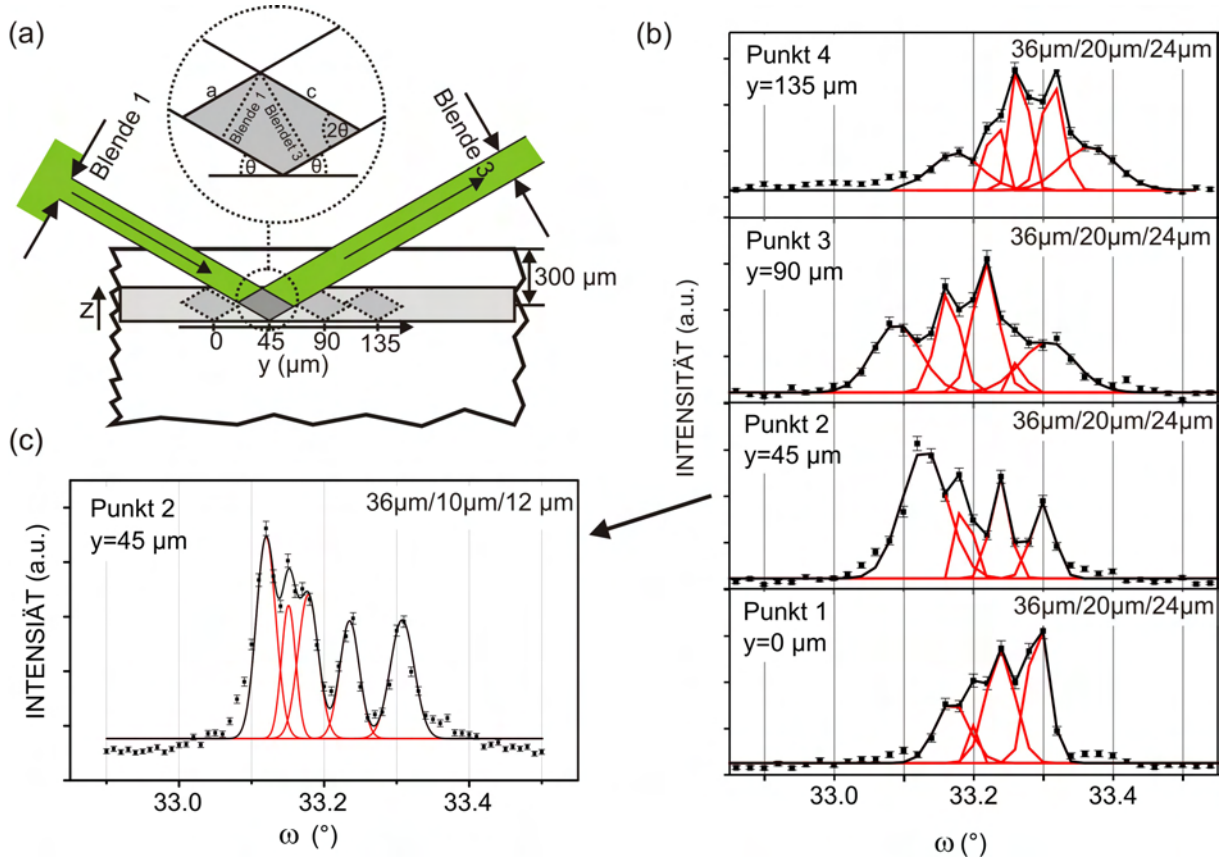 (a)
Blende 1
a
c
Blende 1
Blendet 3
2θ
θ
θ
Blende 3
300 µm
z
0
45
90
135
y (µm)
(b)
INTENSITÄT (a.u.)
Punkt 4
y=135 µm
36µm/20µm/24µm
Punkt 3
y=90 µm
36µm/20µm/24µm
Punkt 2
y=45 µm
36µm/20µm/24µm
Punkt 1
y=0 µm
36µm/20µm/24µm
33.0
33.2
33.4
ω (°)
(c)
INTENSIÄT (a.u.)
Punkt 2
y=45 µm
36µm/10µm/12 µm
33.0
33.2
33.4
ω (°)